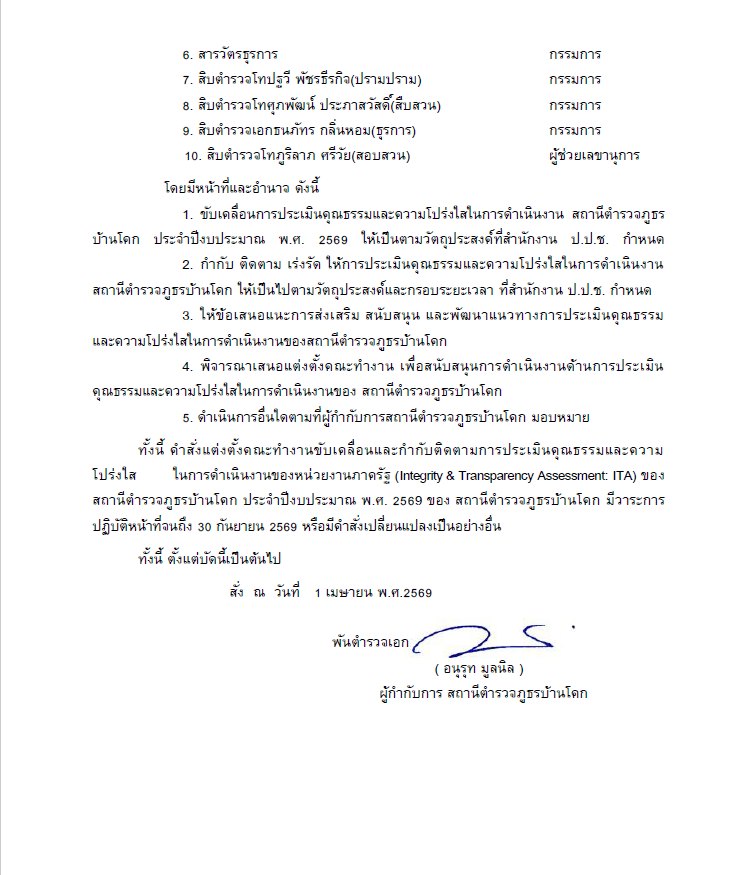 6. สารวัตรธุรการ กรรมการ
7. สิบตำรวจโทปฐวี พัชรธีรกิจ(ปรามปราม) กรรมการ
8. สิบตำรวจโทศุภพัฒน์ ประภาสวัสดิ์(สืบสวน) กรรมการ
9. สิบตำรวจเอกธนภัทร กลิ่นหอม(ธุรการ) กรรมการ
10. สิบตำรวจโทภูริลาภ ศรีวัย(สอบสวน) ผู้ช่วยเลขานุการ
โดยมีหน้าที่และอำนาจ ดังนี้
1. ขับเคลื่อนการประเมินคุณธรรมและความโปร่งใสในการดำเนินงาน สถานีตำรวจภูธร
บ้านโคก ประจำปีงบประมาณ พ.ศ. 2569 ให้เป็นตามวัตถุประสงค์ที่สำนักงาน ป.ป.ช. กำหนด
2. กำกับ ติดตาม เร่งรัด ให้การประเมินคุณธรรมและความโปร่งใสในการดำเนินงาน
สถานีตำรวจภูธรบ้านโคก ให้เป็นไปตามวัตถุประสงค์และกรอบระยะเวลา ที่สำนักงาน ป.ป.ช. กำหนด
3. ให้ข้อเสนอแนะการส่งเสริม สนับสนุน และพัฒนาแนวทางการประเมินคุณธรรม
และความโปร่งใสในการดำเนินงานของสถานีตำรวจภูธรบ้านโคก
4. พิจารณาเสนอแต่งตั้งคณะทำงาน เพื่อสนับสนุนการดำเนินงานด้านการประเมิน
คุณธรรมและความโปร่งใสในการดำเนินงานของ สถานีตำรวจภูธรบ้านโคก
5. ดำเนินการอื่นใดตามที่ผู้กำกับการสถานีตำรวจภูธรบ้านโคก มอบหมาย
ทั้งนี้ คำสั่งแต่งตั้งคณะทำงานขับเคลื่อนและกำกับติดตามการประเมินคุณธรรมและความ
โปร่งใส ในการดำเนินงานของหน่วยงานภาครัฐ (Integrity & Transparency Assessment: ITA) ของ
สถานีตำรวจภูธรบ้านโคก ประจำปีงบประมาณ พ.ศ. 2569 ของ สถานีตำรวจภูธรบ้านโคก มีวาระการ
ปฏิบัติหน้าที่จนถึง 30 กันยายน 2569 หรือมีคำสั่งเปลี่ยนแปลงเป็นอย่างอื่น
ทั้งนี้ ตั้งแต่บัดนี้เป็นต้นไป
สั่ง ณ วันที่ 1 เมษายน พ.ศ.2569
พันตำรวจเอก
( อนุรุท มูลนิล )
ผู้กำกับการ สถานีตำรวจภูธรบ้านโคก